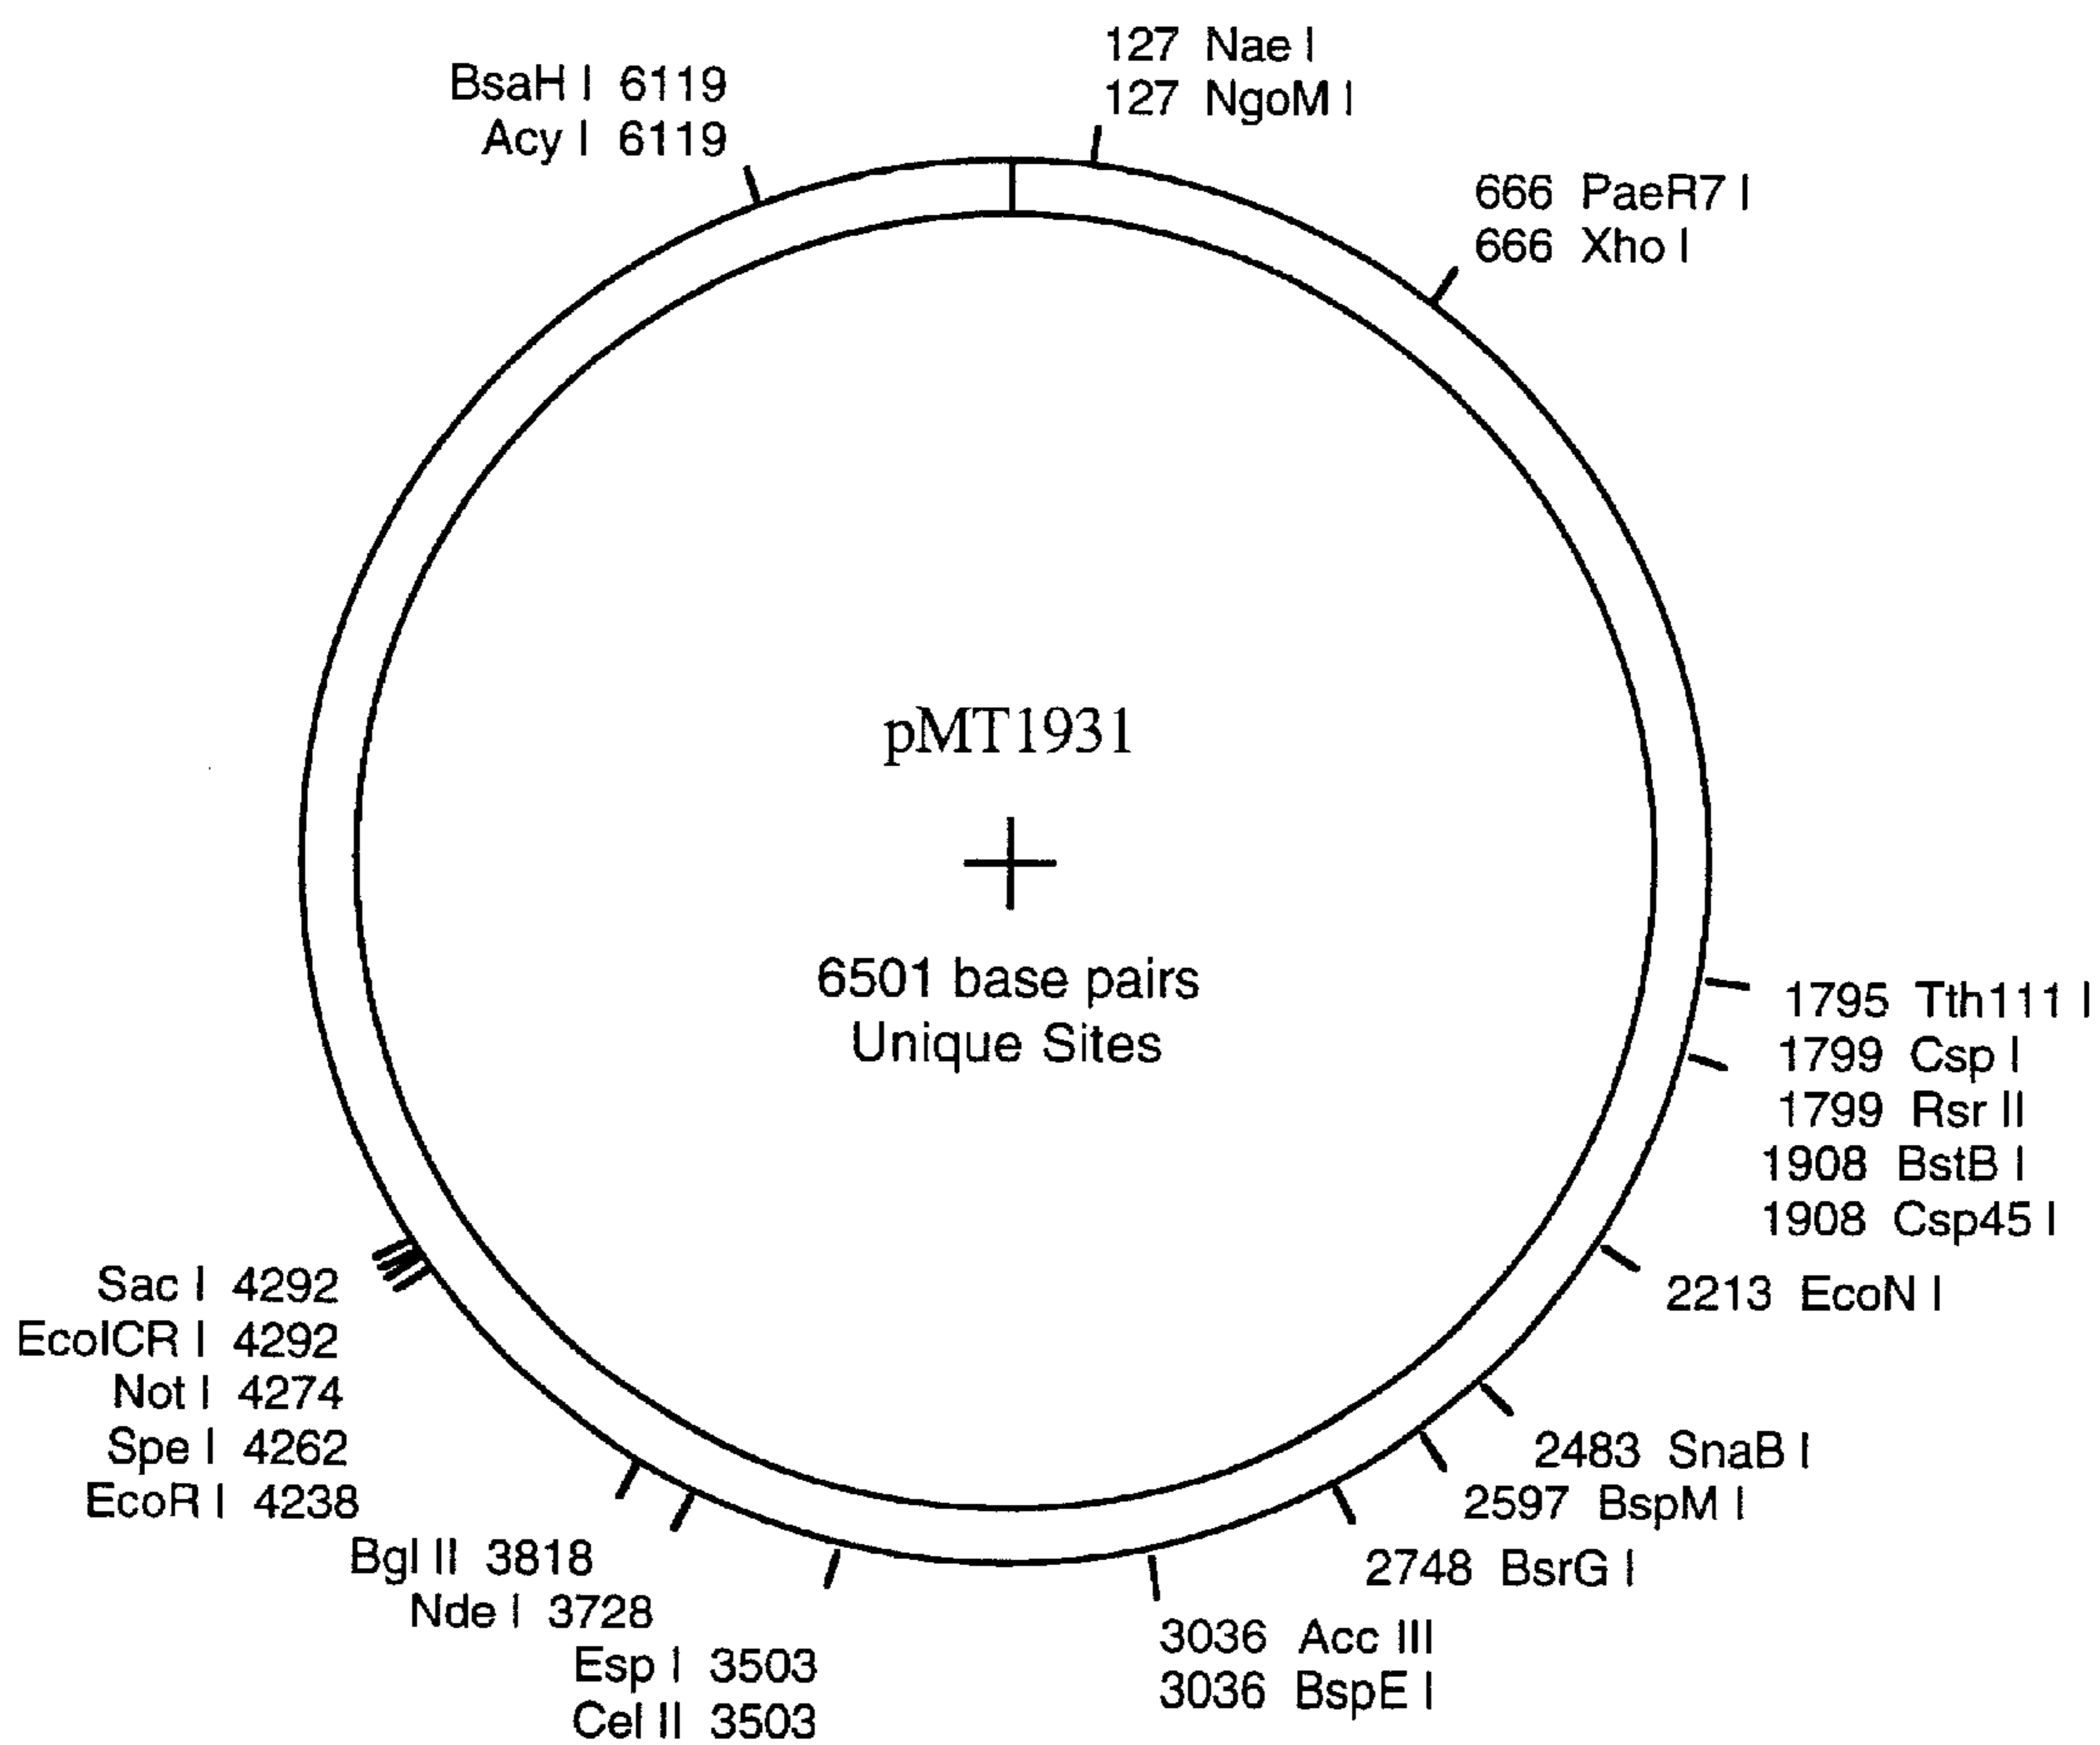 BsaH I 6119
Acy I 6119
127 Nae I
127 NgoM I
666 PaeR7 I
666 Xho I
pMT1931
6501 base pairs
Unique Sites
1795 Tth111 I
1799 Csp I
1799 Rsr II
1908 BstB I
1908 Csp45 I
2213 EcoN I
2483 SnaB I
2597 BspM I
2748 BsrG I
3036 Acc III
3036 BspE I
Sac I 4292
EcolCR I 4292
Not I 4274
Spe I 4262
EcoR I 4238
Bgl II 3818
Nde I 3728
Esp I 3503
Cel II 3503